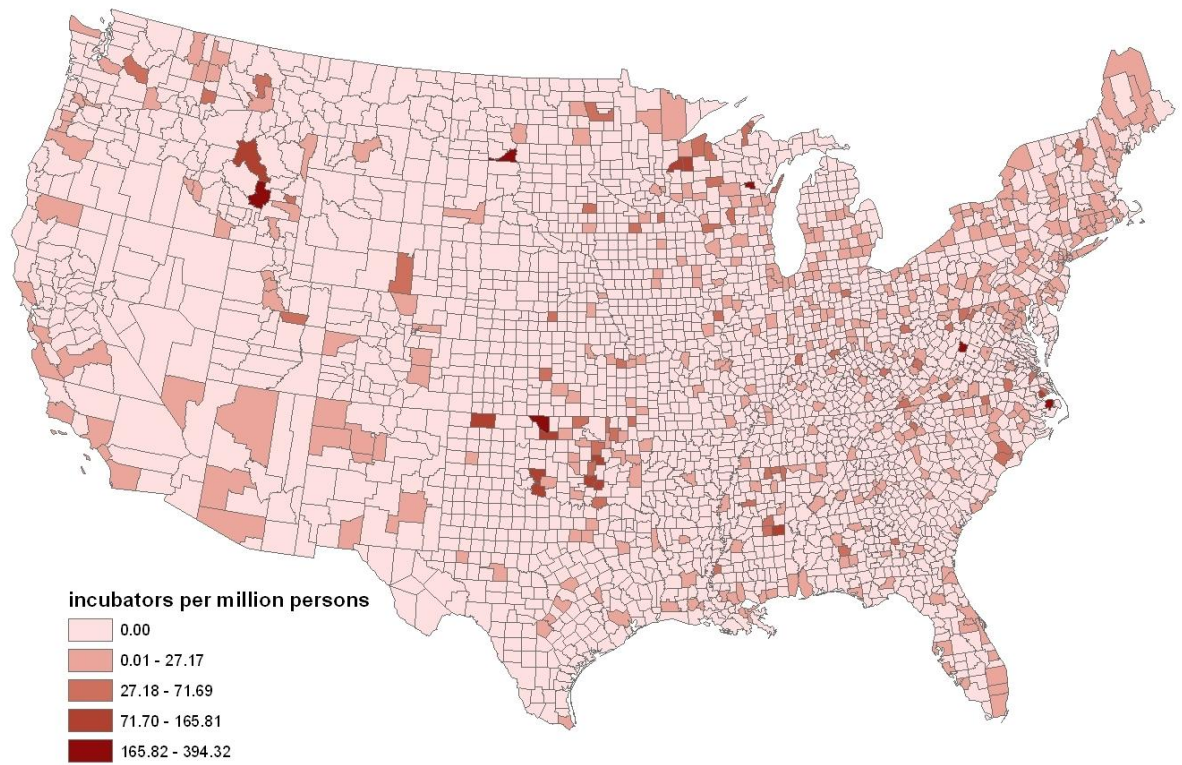 incubators per million persons
0.00
0.01 - 27.17
27.18 - 71.69
71.70 - 165.81
165.82 - 394.32